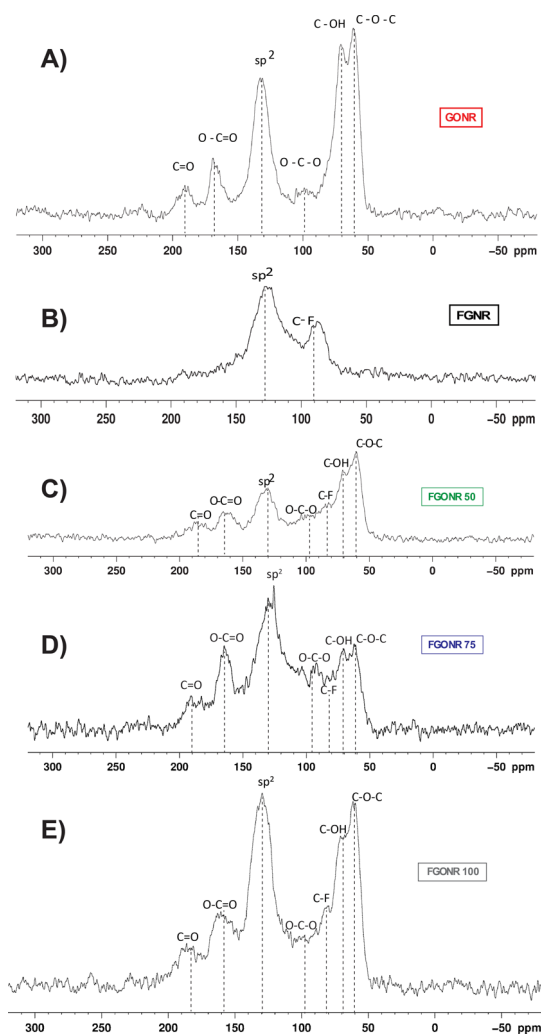 A)
C=O
O - C=O
sp2
O - C - O
C - OH
C - O - C
GONR
300 250 200 150 100 50 0 −50 ppm
B)
sp2
C - F
FGNR
300 250 200 150 100 50 0 −50 ppm
C)
C=O
O-C=O
sp2
O-C-O
C-F
C-OH
C-O-C
FGONR 50
300 250 200 150 100 50 0 −50 ppm
D)
C=O
O-C=O
sp2
O-C-O
C-F
C-OH
C-O-C
FGONR 75
300 250 200 150 100 50 0 −50 ppm
E)
C=O
O-C=O
sp2
O-C-O
C-F
C-OH
C-O-C
FGONR 100
300 250 200 150 100 50 0 −50 ppm